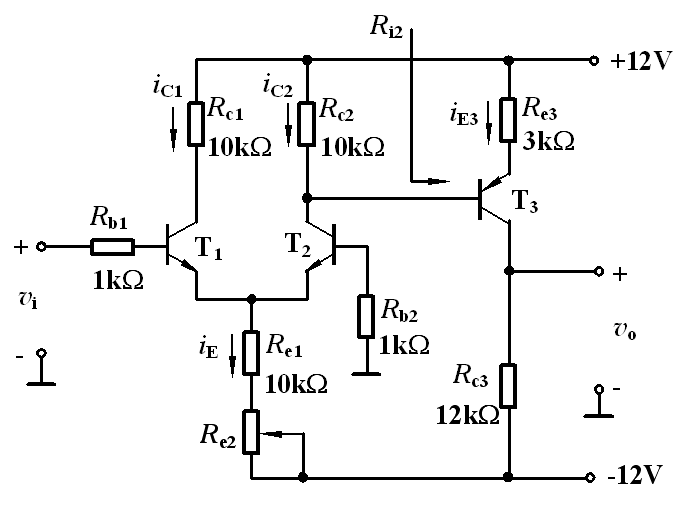 Ri2
+12V
iC1
Rc1
10kΩ
iC2
Rc2
10kΩ
iE3
Re3
3kΩ
T3
Rb1
1kΩ
T1
T2
+
vi
-
Rb2
1kΩ
iE
Re1
10kΩ
Re2
+
vo
-
Rc3
12kΩ
-12V